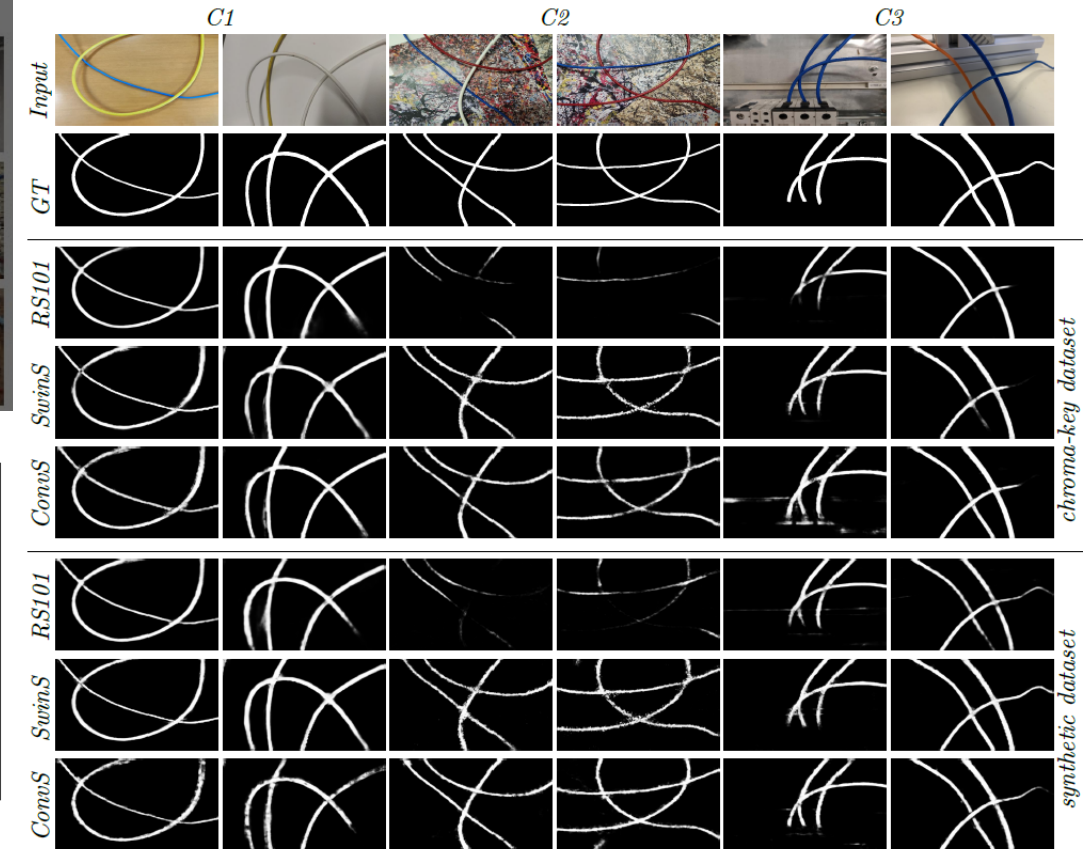 C1 C2 C3
Input
GT
RS101
SwinS
ConvS
chroma-key dataset
RS101
SwinS
ConvS
synthetic dataset